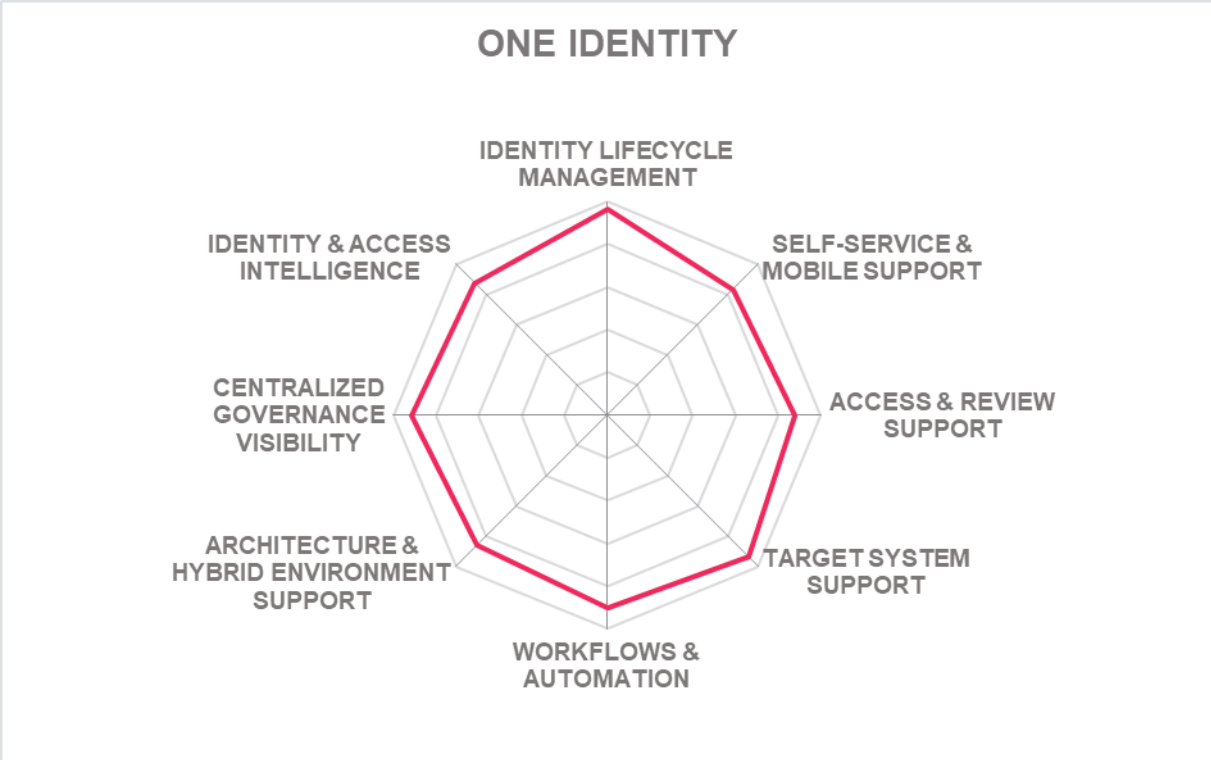 ONE IDENTITY
IDENTITY LIFECYCLE
MANAGEMENT
SELF-SERVICE &
MOBILE SUPPORT
ACCESS & REVIEW
SUPPORT
TARGET SYSTEM
SUPPORT
WORKFLOWS &
AUTOMATION
ARCHITECTURE &
HYBRID ENVIRONMENT
SUPPORT
CENTRALIZED
GOVERNANCE
VISIBILITY
IDENTITY & ACCESS
INTELLIGENCE